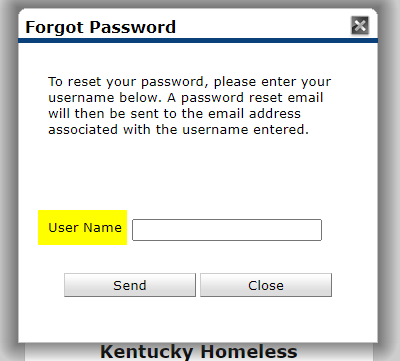 Forgot Password
To reset your password, please enter your
username below. A password reset email
will then be sent to the email address
associated with the username entered.
User Name
Send Close
Kentucky Homeless